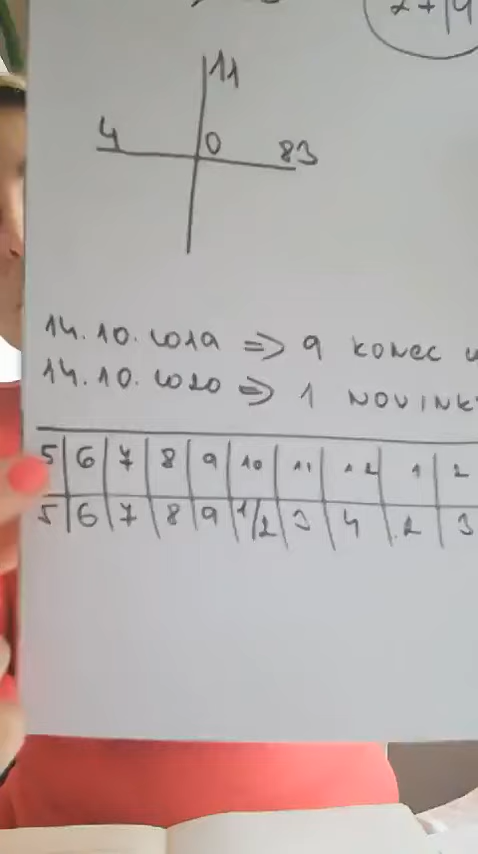 2+14
11
4 0 83
14.10.2019 => 9 KONEC
14.10.2020 => 1 NOVINK
5 6 7 8 9 10 11 12 1 2
5 6 7 8 9 1/2 3 4 2 3